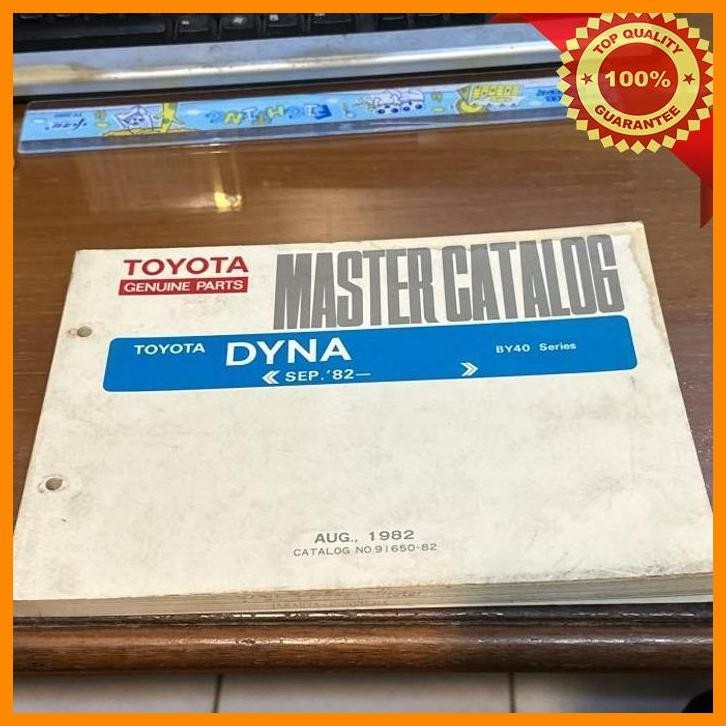 TOP QUALITY
100%
GUARANTEE
TOYOTA
GENUINE PARTS
MASTER CATALOG
TOYOTA DYNA BY40 Series
≪ SEP.'82— ≫
AUG., 1982
CATALOG NO.91650-82